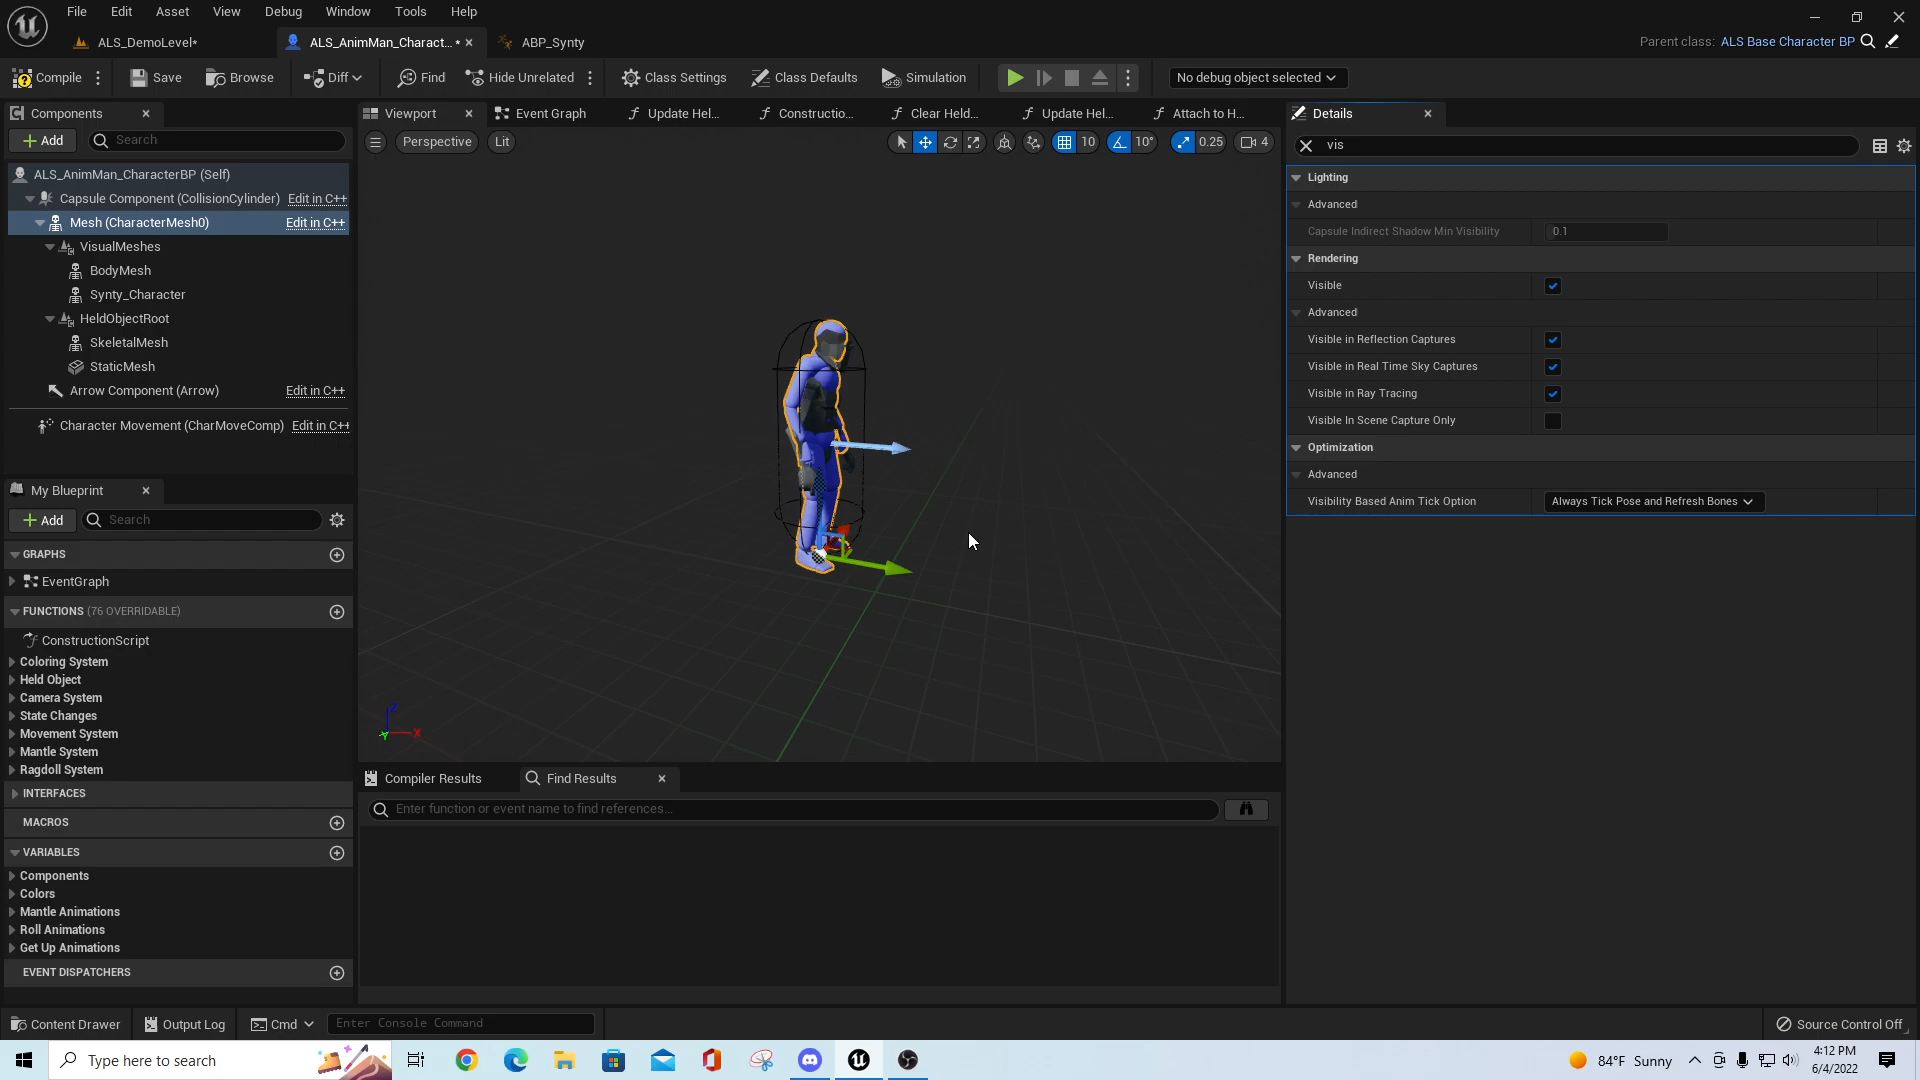 File Edit Asset View Debug Window Tools Help
ALS_DemoLevel*
ALS_AnimMan_Charact... *
ABP_Synty
Parent class: ALS Base Character BP
Compile
Save
Browse
Diff
Find
Hide Unrelated
Class Settings
Class Defaults
Simulation
No debug object selected
Components
Add
Search
ALS_AnimMan_CharacterBP (Self)
Capsule Component (CollisionCylinder) Edit in C++
Mesh (CharacterMesh0) Edit in C++
VisualMeshes
BodyMesh
Synty_Character
HeldObjectRoot
SkeletalMesh
StaticMesh
Arrow Component (Arrow) Edit in C++
Character Movement (CharMoveComp) Edit in C++
My Blueprint
Add
Search
GRAPHS
EventGraph
FUNCTIONS (76 OVERRIDABLE)
ConstructionScript
Coloring System
Held Object
Camera System
State Changes
Movement System
Mantle System
Ragdoll System
INTERFACES
MACROS
VARIABLES
Components
Colors
Mantle Animations
Roll Animations
Get Up Animations
EVENT DISPATCHERS
Viewport
Event Graph
Update Hel...
Constructio...
Clear Held...
Update Hel...
Attach to H...
Perspective
Lit
10
10°
0.25
4
Z
X
Y
Compiler Results
Find Results
Enter function or event name to find references...
Details
vis
Lighting
Advanced
Capsule Indirect Shadow Min Visibility 0.1
Rendering
Visible
Advanced
Visible in Reflection Captures
Visible in Real Time Sky Captures
Visible in Ray Tracing
Visible In Scene Capture Only
Optimization
Advanced
Visibility Based Anim Tick Option Always Tick Pose and Refresh Bones
Content Drawer
Output Log
Cmd
Enter Console Command
Source Control Off
Type here to search
84°F Sunny
4:12 PM
6/4/2022